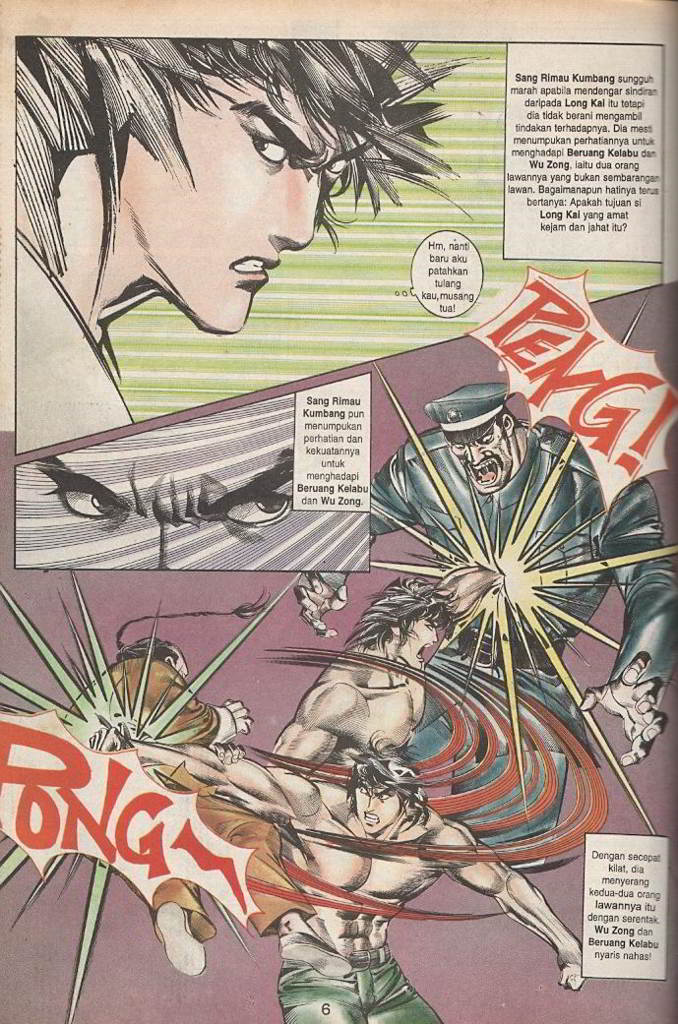 Sang Rimau Kumbang sungguh
marah apabila mendengar sindiran
daripada Long Kai itu tetapi
dia tidak berani mengambil
tindakan terhadapnya. Dia mesti
menumpukan perhatiannya untuk
menghadapi Beruang Kelabu dan
Wu Zong, iaitu dua orang
lawannya yang bukan sembarangan
lawan. Bagaimanapun hatinya terus
bertanya: Apakah tujuan si
Long Kai yang amat
kejam dan jahat itu?
Hm, nanti
baru aku
patahkan
tulang
kau,musang
tua!
PENG!
Sang Rimau
Kumbang pun
menumpukan
perhatian dan
kekuatannya
untuk
menghadapi
Beruang Kelabu
dan Wu Zong.
PONG~
Dengan secepat
kilat, dia
menyerang
kedua-dua orang
lawannya itu
dengan serentak.
Wu Zong dan
Beruang Kelabu
nyaris nahas!
6